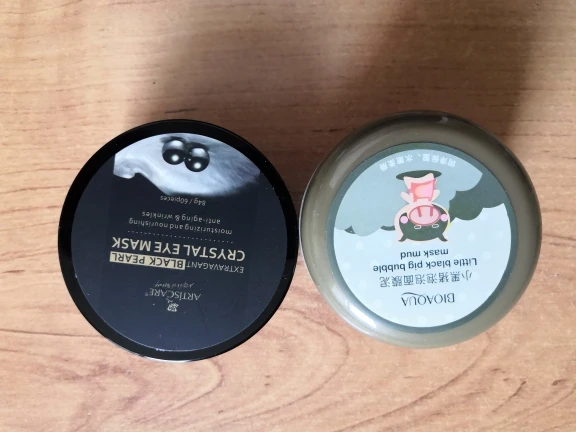 ARTISCARE®
EXTRAVAGANT BLACK PEARL
CRYSTAL EYE MASK
moisturizing and nourishing
anti-aging & wrinkles
84g / 60pieces
BIOAQUA
小黑猪泡泡面膜泥
Little black pig bubble
mask mud